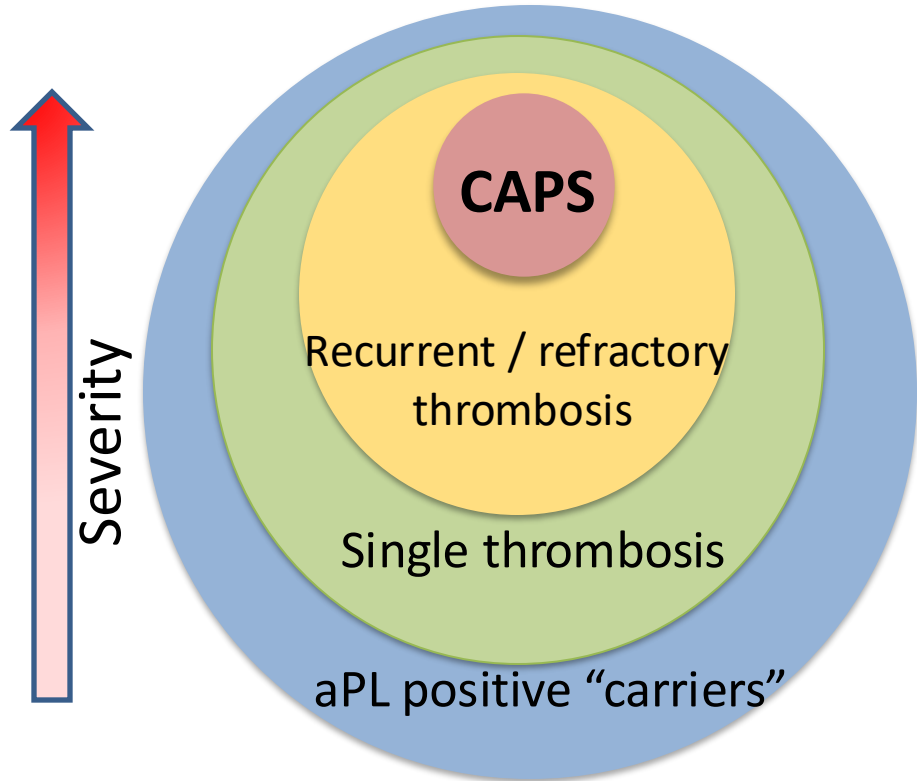 CAPS
Recurrent / refractory
thrombosis
Single thrombosis
aPL positive “carriers”
Severity